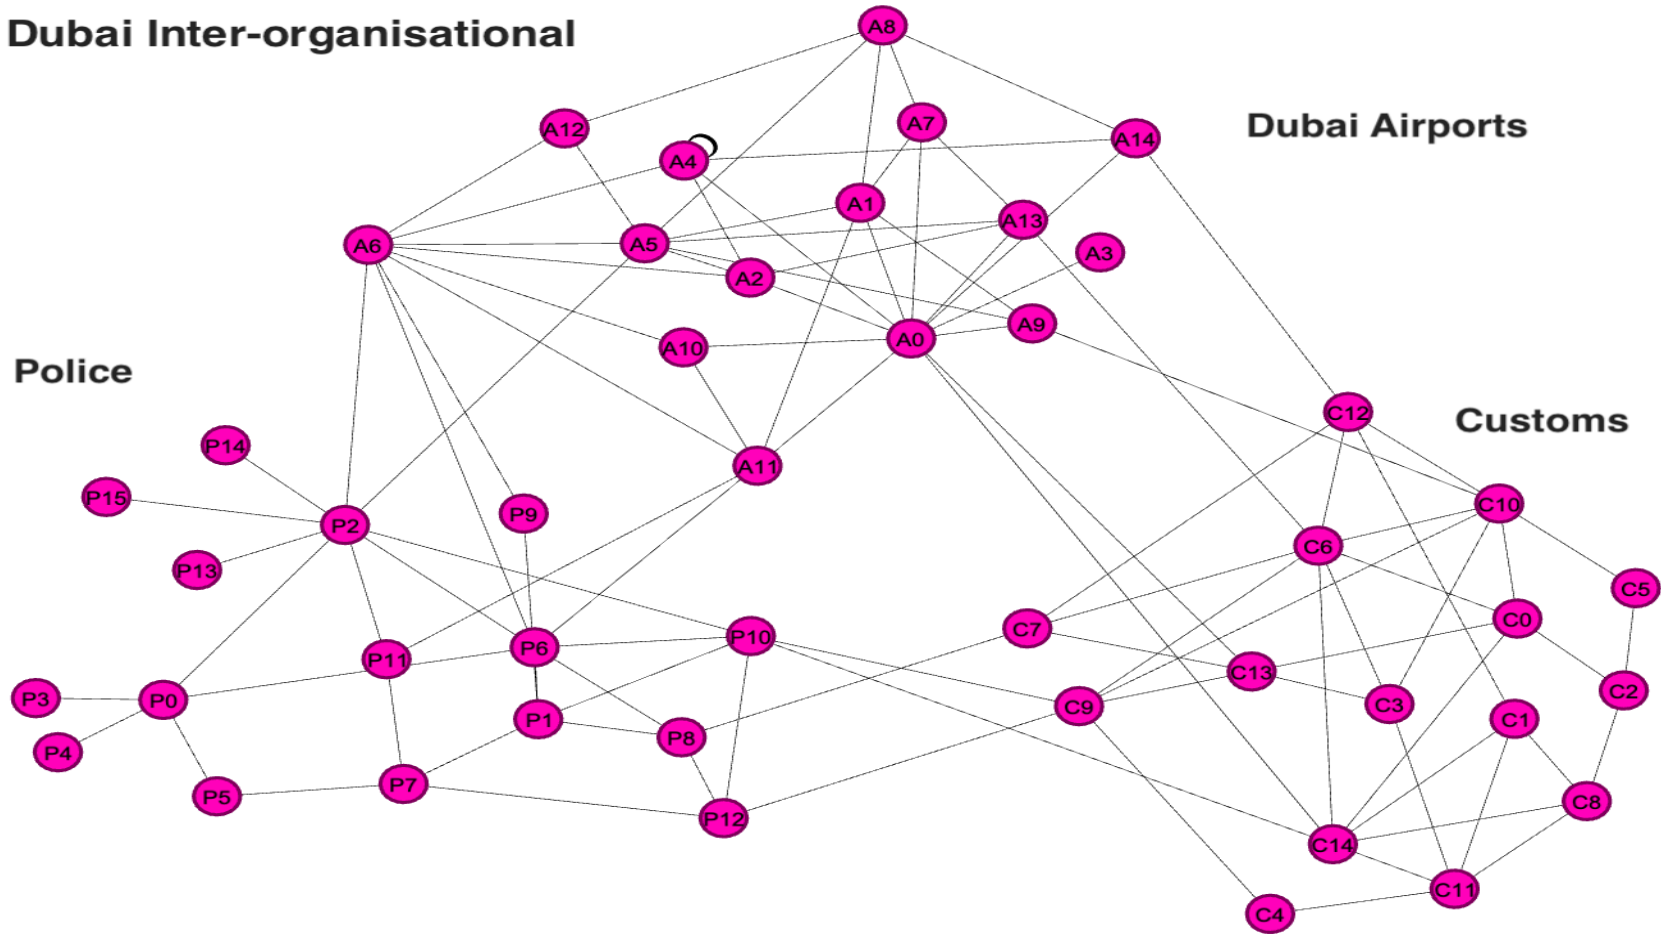 Dubai Inter-organisational
A8
A12
A7
Dubai Airports
A14
A4
A1
A13
A6
A5
A3
A2
A9
A0
A10
Police
C12
Customs
P14
A11
P15
C10
P9
P2
C6
P13
C5
C0
C7
P10
P6
P11
C13
C2
P3
P0
C3
C9
P1
C1
P8
P4
P7
P5
C8
P12
C14
C11
C4